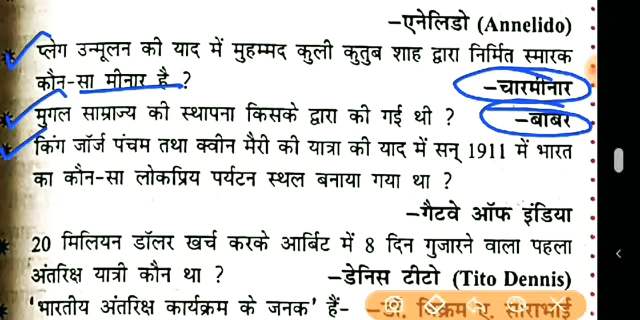 –एनेलिडो (Annelido)
प्लेग उन्मूलन की याद में मुहम्मद कुली कुतुब शाह द्वारा निर्मित स्मारक
कौन-सा मीनार है ? –चारमीनार
मुगल साम्राज्य की स्थापना किसके द्वारा की गई थी ? –बाबर
किंग जॉर्ज पंचम तथा क्वीन मैरी की यात्रा की याद में सन् 1911 में भारत
का कौन-सा लोकप्रिय पर्यटन स्थल बनाया गया था ?
–गैटवे ऑफ इंडिया
20 मिलियन डॉलर खर्च करके आर्बिट में 8 दिन गुजारने वाला पहला
अंतरिक्ष यात्री कौन था ? –डेनिस टीटो (Tito Dennis)
'भारतीय अंतरिक्ष कार्यक्रम के जनक' हैं– –डॉ. विक्रम ए. साराभाई